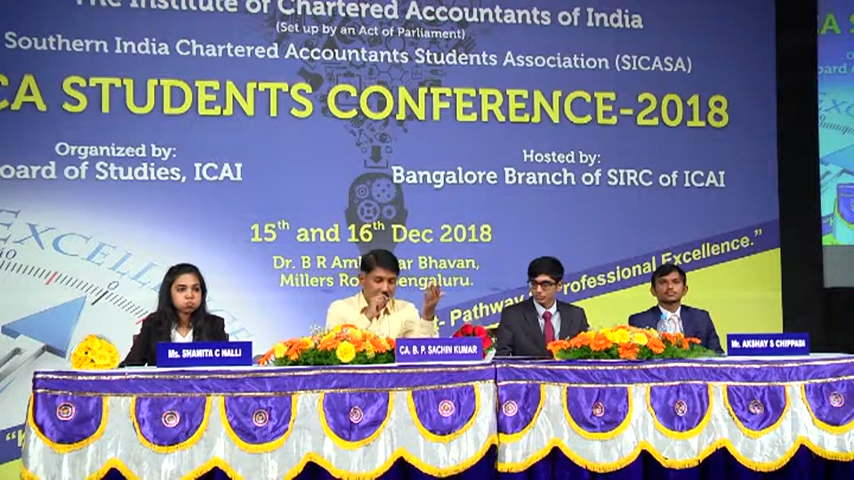 The Institute of Chartered Accountants of India
(Set up by an Act of Parliament)
Southern India Chartered Accountants Students Association (SICASA)
CA STUDENTS CONFERENCE-2018
Organized by:
Board of Studies, ICAI
Hosted by:
Bangalore Branch of SIRC of ICAI
15th and 16th Dec 2018
Dr. B R Am ar Bhavan,
Millers Ro engaluru.
EXCELLENCE
t- Pathway Professional Excellence."
Ms. SHAMITA C HALLI
CA. B. P. SACHIN KUMAR
Mr. AKSHAY S CHIPPADI